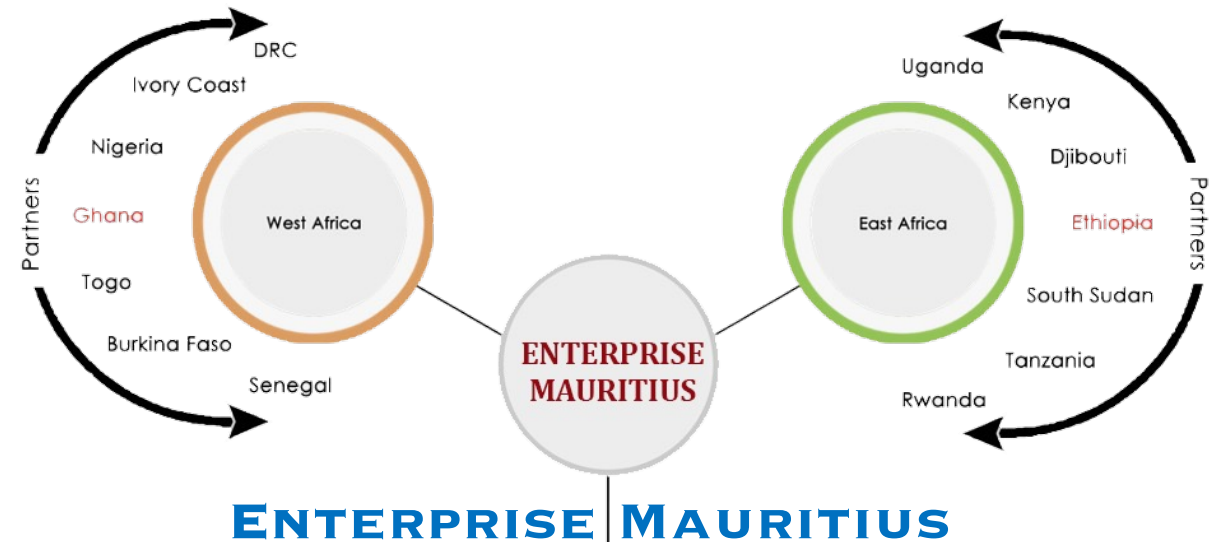 DRC
Ivory Coast
Nigeria
Ghana
Togo
Burkina Faso
Senegal
Partners
West Africa
Uganda
Kenya
Djibouti
Ethiopia
South Sudan
Tanzania
Rwanda
Partners
East Africa
ENTERPRISE
MAURITIUS
ENTERPRISE MAURITIUS